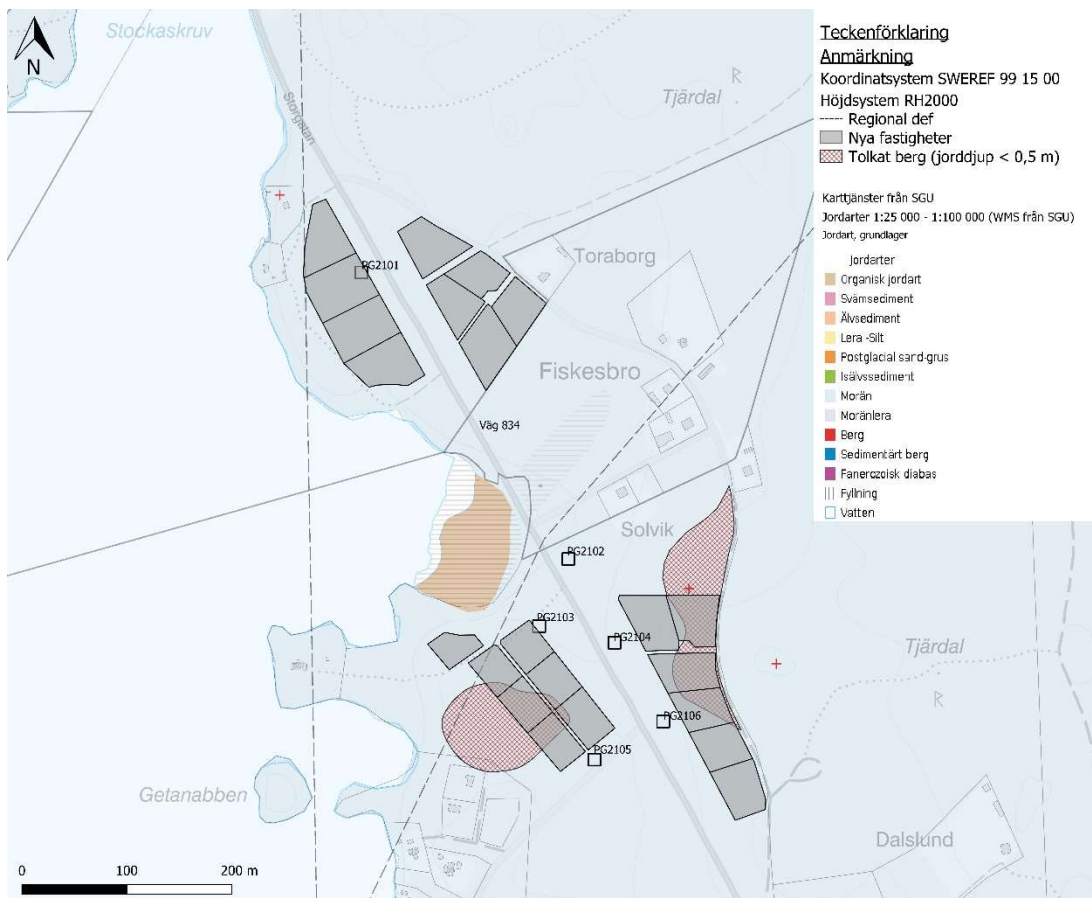 Stockaskruv
N
Storgatan
Tjärdal
R
Teckenförklaring
Anmärkning
Koordinatsystem SWEREF 99 15 00
Höjdsystem RH2000
Regional def
Nya fastigheter
Tolkat berg (jorddjup < 0,5 m)
Karttjänster från SGU
Jordarter 1:25 000 - 1:100 000 (WMS från SGU)
Jordart, grundlager
Jordarter
Organisk jordart
Svämsediment
Älvsediment
Lera -Silt
Postglacial sand-grus
Isälvssediment
Morän
Moränlera
Berg
Sedimentärt berg
Fanerozoisk diabas
Fyllning
Vatten
PG2101
Toraborg
Fiskesbro
Väg 834
Solvik
PG2102
PG2103
PG2104
Tjärdal
R
PG2106
PG2105
Getanabben
Dalslund
0 100 200 m